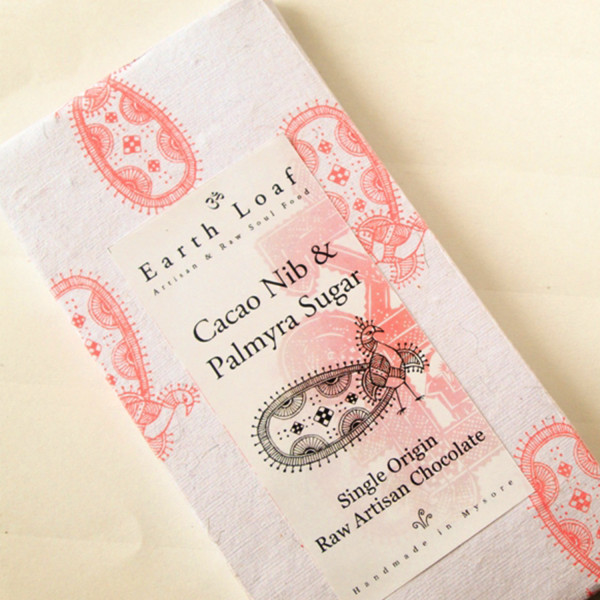 ॐ
Earth Loaf
Artisan & Raw Soul Food
Cacao Nib &
Palmyra Sugar
Single Origin
Raw Artisan Chocolate
Handmade in Mysore